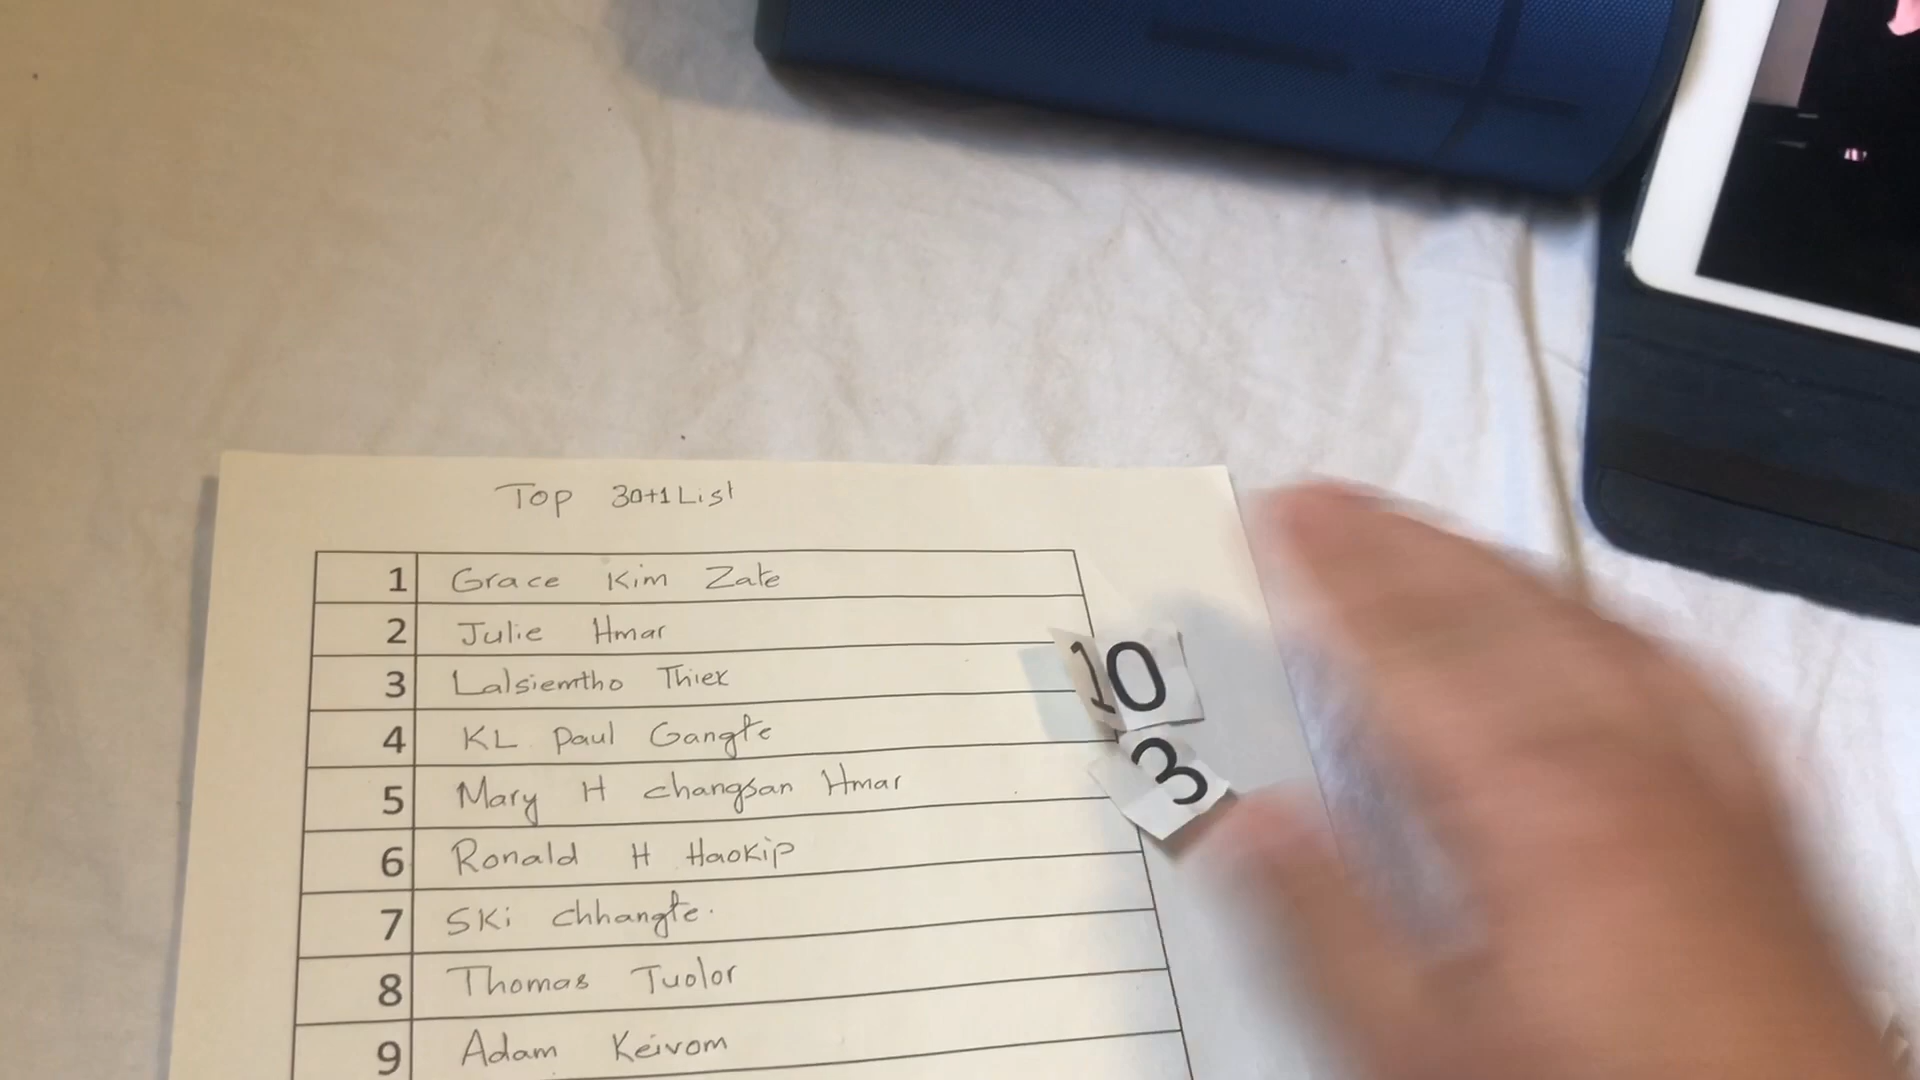 Top 30+1 List
1 Grace Kim Zate
2 Julie Hmar
3 Lalsiemtho Thiek
4 KL Paul Gangte
5 Mary H changsan Hmar
6 Ronald H Haokip
7 SKi chhangte.
8 Thomas Tuolor
9 Adam Keivom
10
3